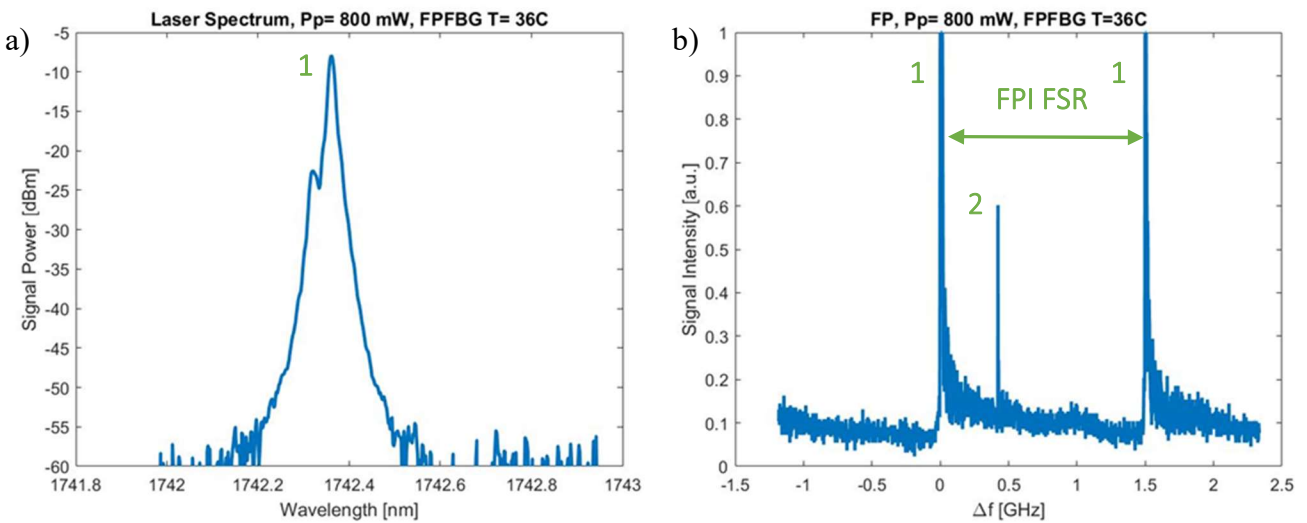 a)
Laser Spectrum, Pp= 800 mW, FPFBG T= 36C
-5
-10
-15
-20
-25
-30
-35
-40
-45
-50
-55
-60
Signal Power [dBm]
1
1741.8 1742 1742.2 1742.4 1742.6 1742.8 1743
Wavelength [nm]
b)
FP, Pp= 800 mW, FPFBG T=36C
1
0.9
0.8
0.7
0.6
0.5
0.4
0.3
0.2
0.1
0
Signal Intensity [a.u.]
1 1
FPI FSR
2
-1.5 -1 -0.5 0 0.5 1 1.5 2 2.5
Δf [GHz]